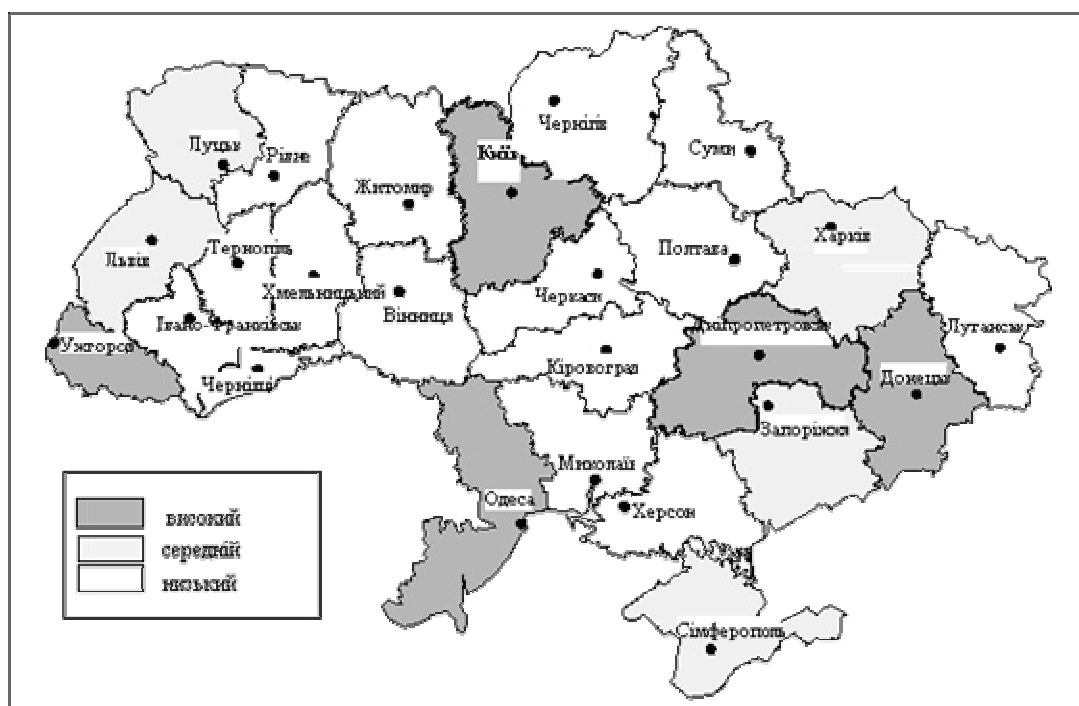 Чернігів
Київ
Суми
Луцьк
Рівне
Житомир
Харків
Полтава
Львів
Тернопіль
Хмельницький
Черкаси
Вінниця
Івано-Франківськ
Дніпропетровськ
Луганськ
Ужгород
Кіровоград
Донецьк
Чернівці
Запоріжжя
Миколаїв
Одеса
Херсон
Сімферополь
високий
середній
низький